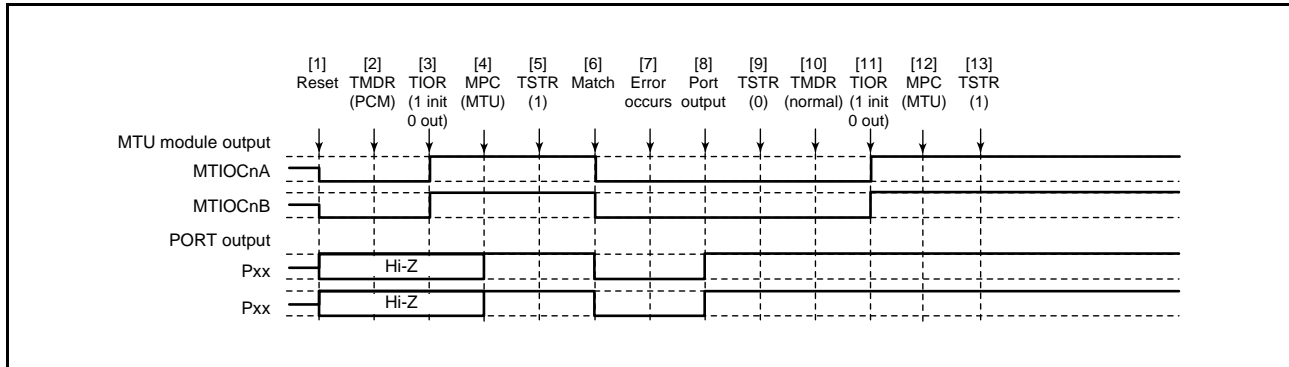 [1] [2] [3] [4] [5] [6] [7] [8] [9] [10] [11] [12] [13]
Reset TMDR TIOR MPC TSTR Match Error Port TSTR TMDR TIOR MPC TSTR
(PCM) (1 init (MTU) (1) occurs output (0) (normal) (1 init (MTU) (1)
0 out) 0 out)
MTU module output
MTIOCnA
MTIOCnB
PORT output
Pxx Hi-Z
Pxx Hi-Z